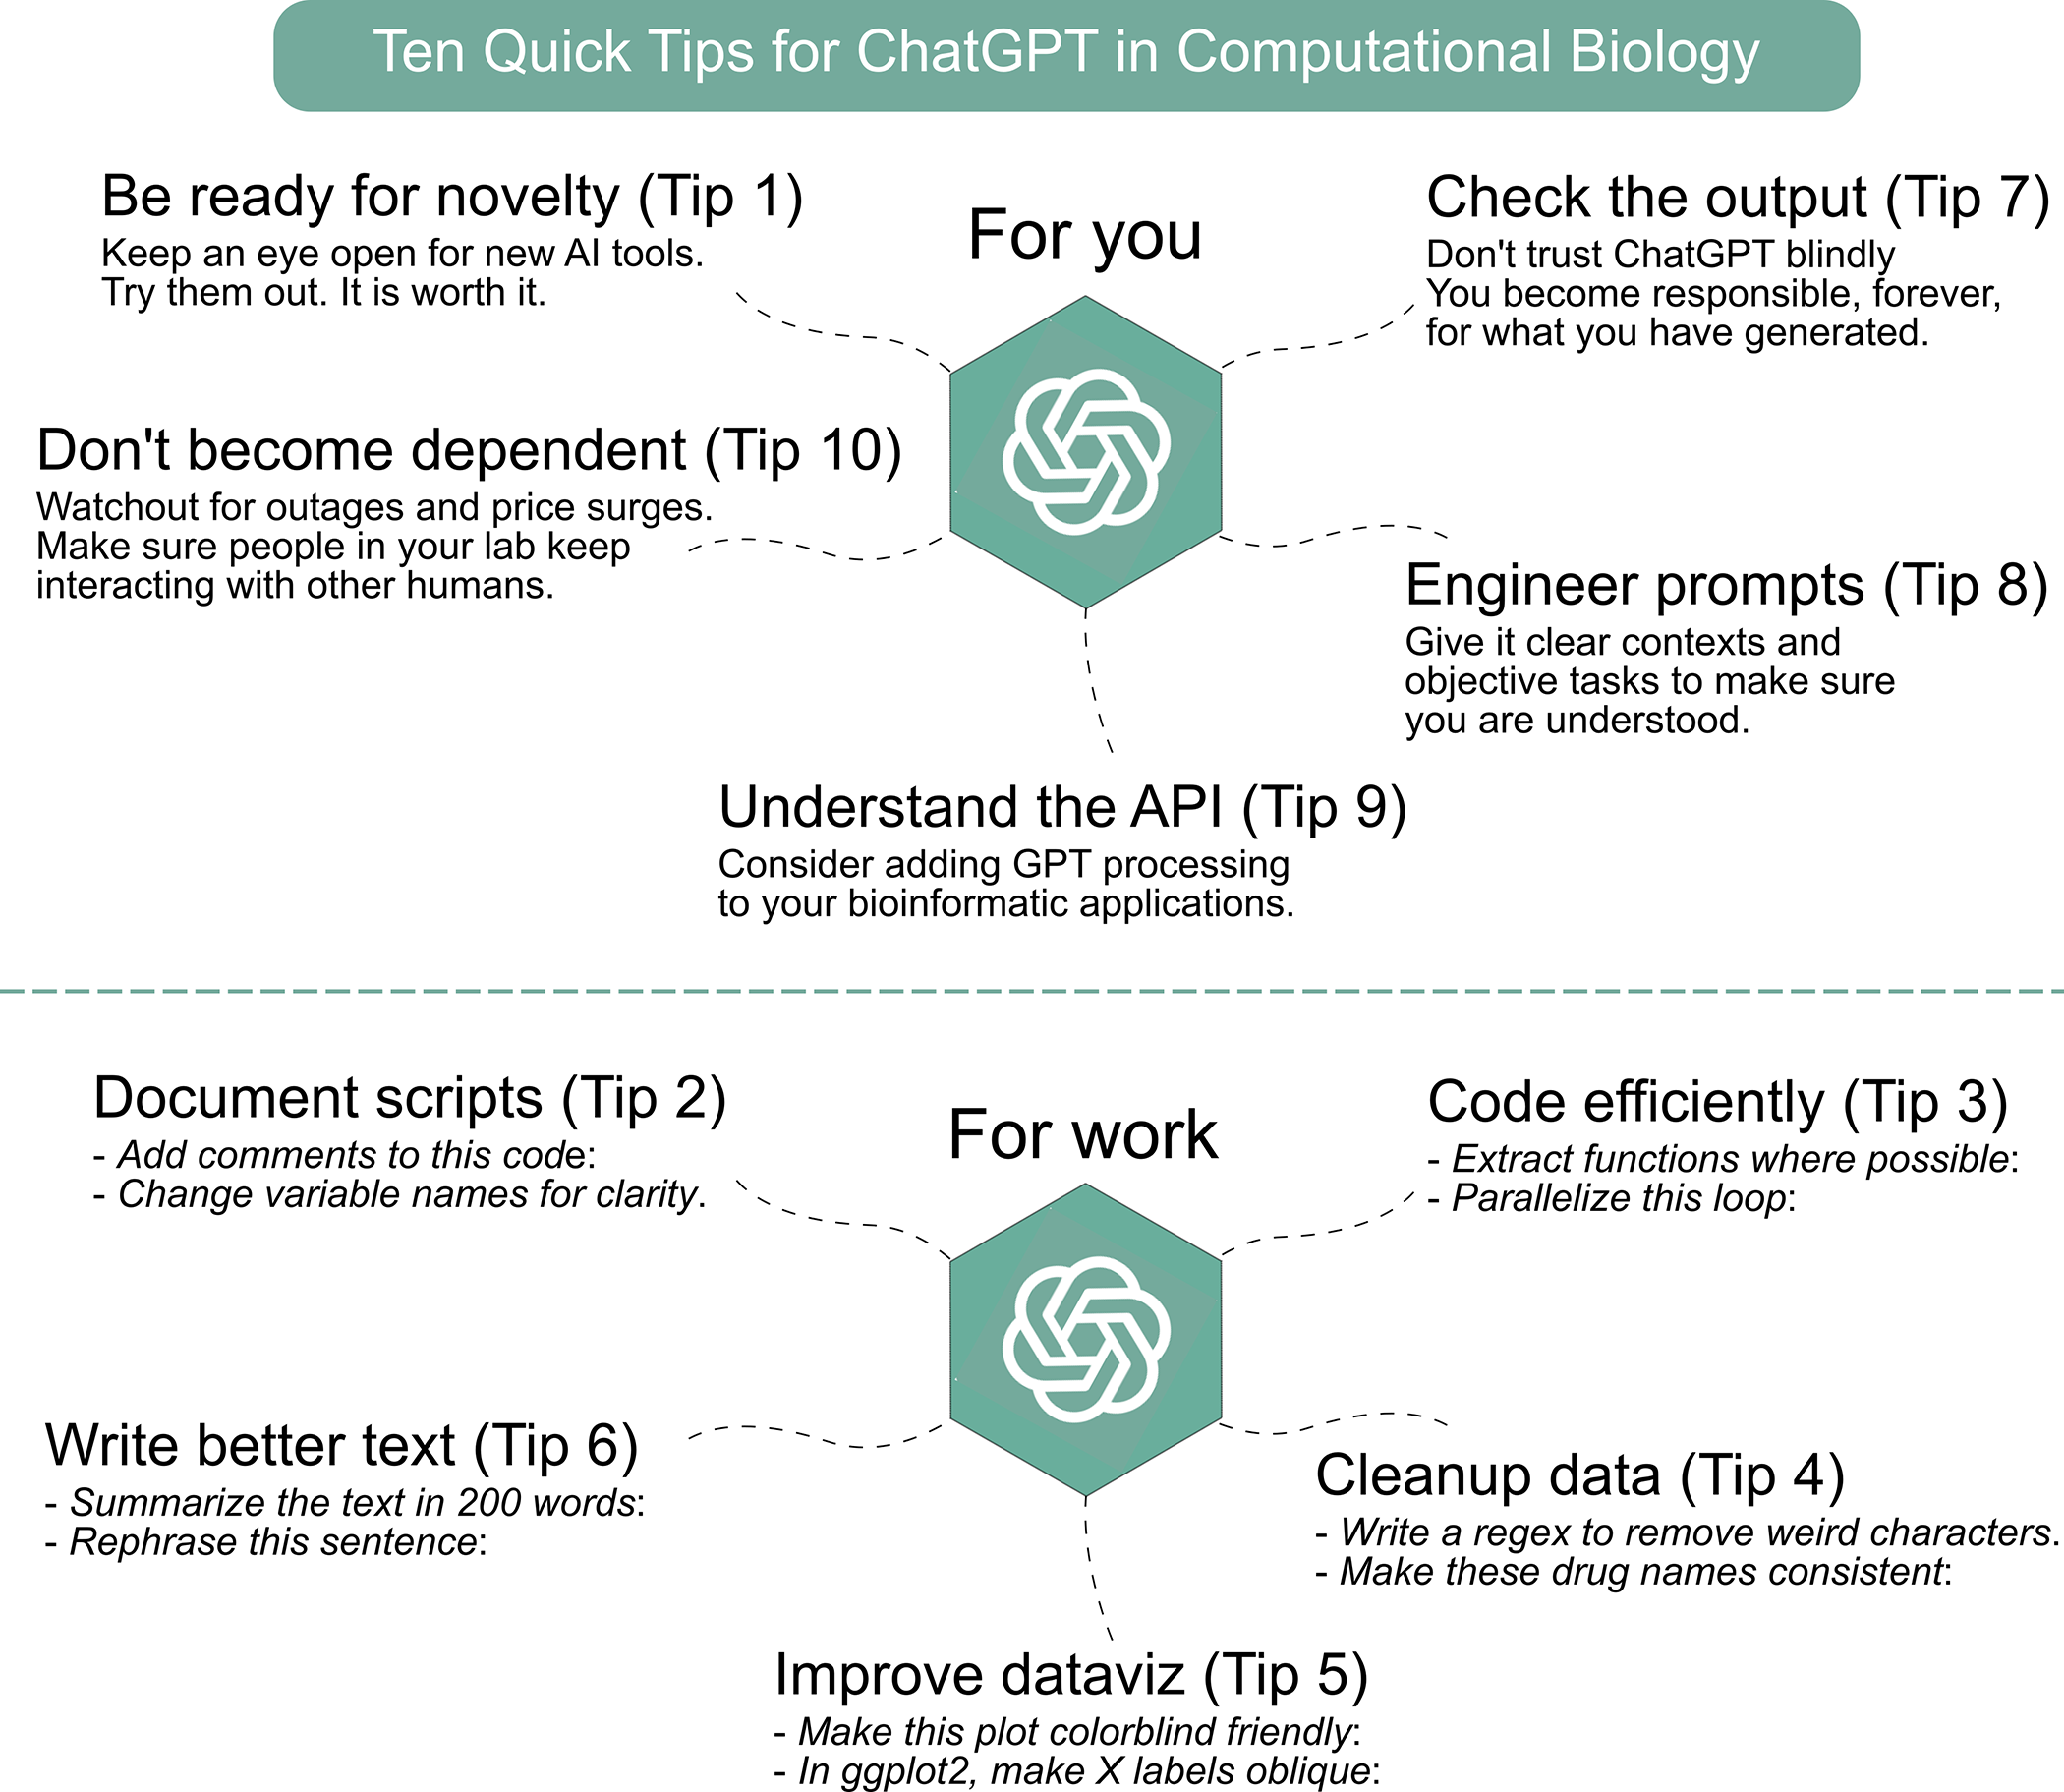 Ten Quick Tips for ChatGPT in Computational Biology
For you
Be ready for novelty (Tip 1)
Keep an eye open for new AI tools.
Try them out. It is worth it.
Check the output (Tip 7)
Don't trust ChatGPT blindly
You become responsible, forever,
for what you have generated.
Don't become dependent (Tip 10)
Watchout for outages and price surges.
Make sure people in your lab keep
interacting with other humans.
Engineer prompts (Tip 8)
Give it clear contexts and
objective tasks to make sure
you are understood.
Understand the API (Tip 9)
Consider adding GPT processing
to your bioinformatic applications.
For work
Document scripts (Tip 2)
- Add comments to this code:
- Change variable names for clarity.
Code efficiently (Tip 3)
- Extract functions where possible:
- Parallelize this loop:
Write better text (Tip 6)
- Summarize the text in 200 words:
- Rephrase this sentence:
Cleanup data (Tip 4)
- Write a regex to remove weird characters.
- Make these drug names consistent:
Improve dataviz (Tip 5)
- Make this plot colorblind friendly:
- In ggplot2, make X labels oblique: